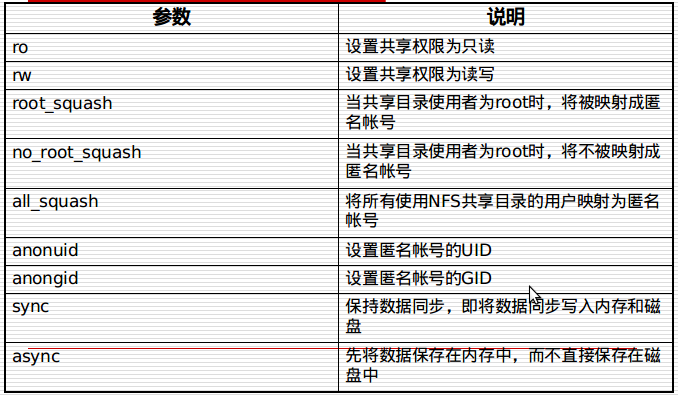 参数 说明
ro 设置共享权限为只读
rw 设置共享权限为读写
root_squash 当共享目录使用者为root时，将被映射成匿
名帐号
no_root_squash 当共享目录使用者为root时，将不被映射成
匿名帐号
all_squash 将所有使用NFS共享目录的用户映射为匿名
帐号
anonuid 设置匿名帐号的UID
anongid 设置匿名帐号的GID
sync 保持数据同步，即将数据同步写入内存和磁
盘
async 先将数据保存在内存中，而不直接保存在磁
盘中